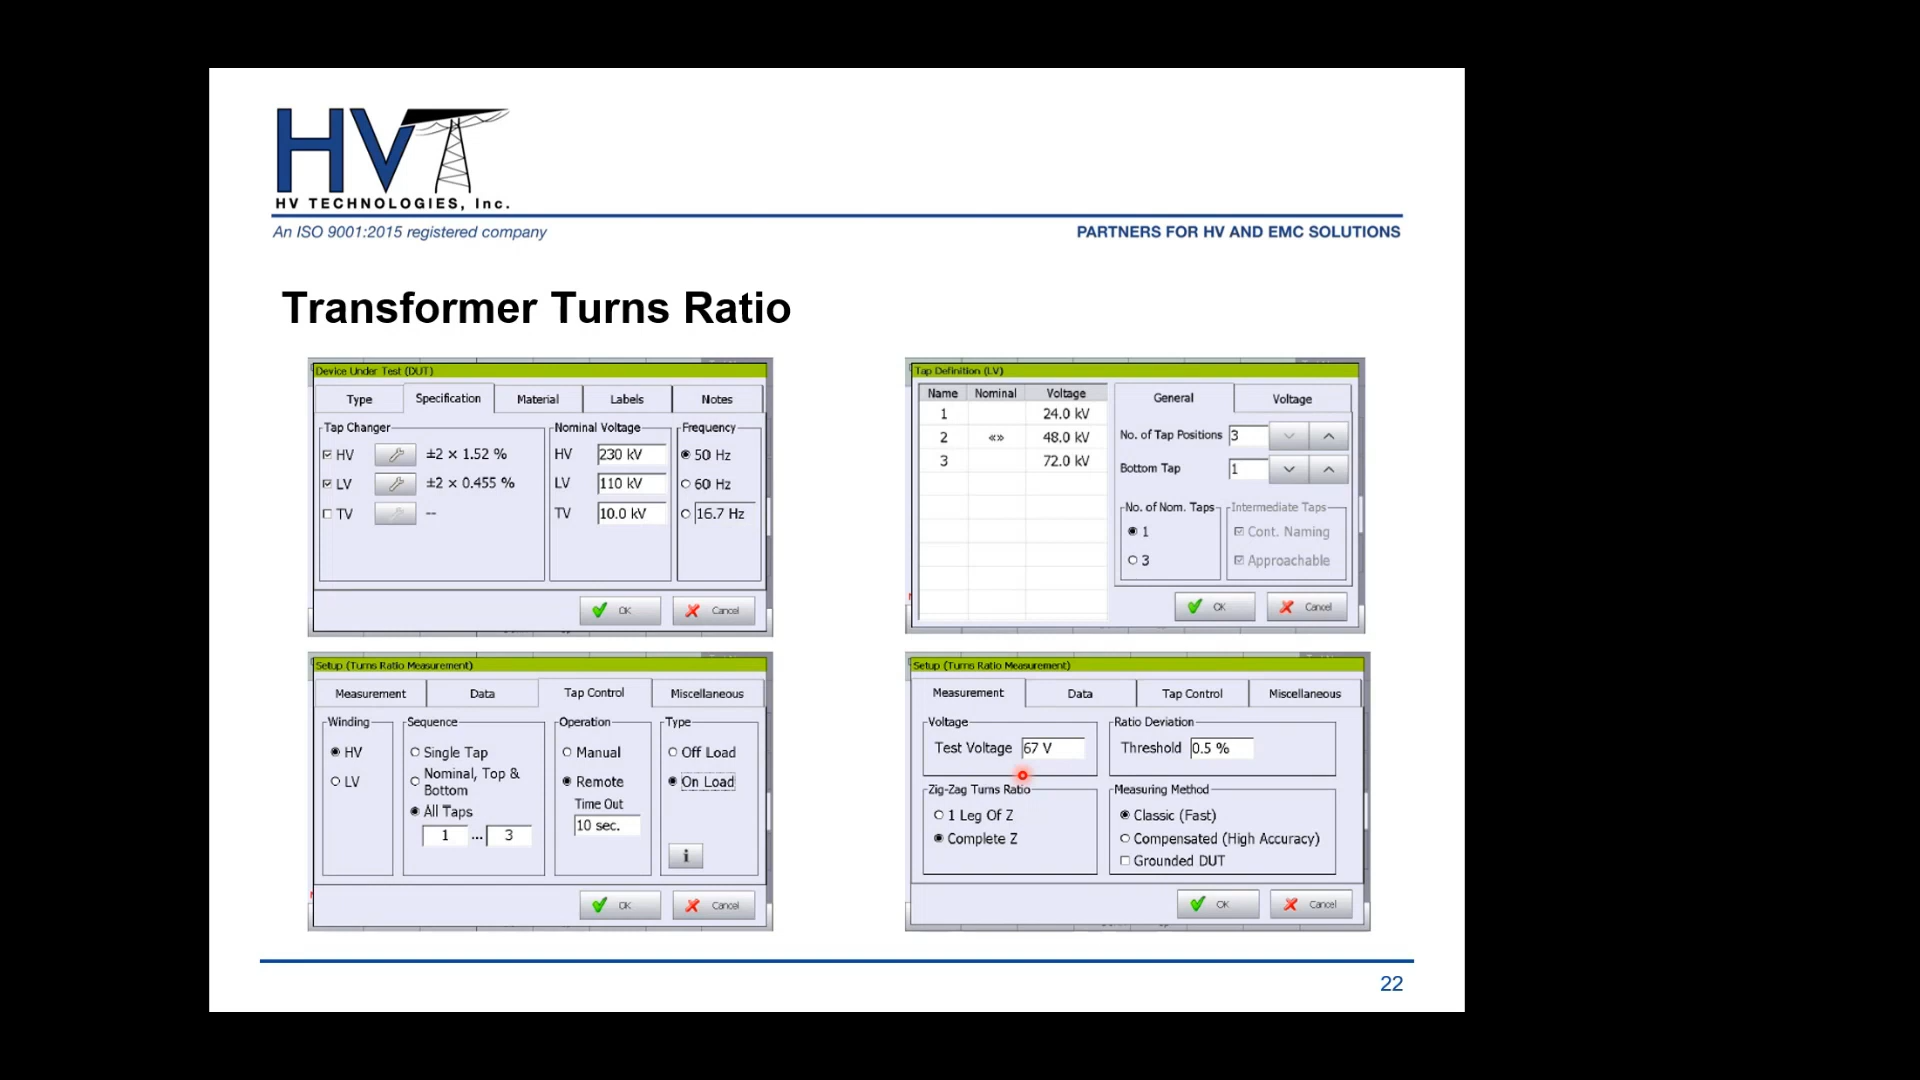 HVT
HV TECHNOLOGIES, Inc.
An ISO 9001:2015 registered company
PARTNERS FOR HV AND EMC SOLUTIONS
Transformer Turns Ratio
Device Under Test (DUT)
Type Specification Material Labels Notes
Tap Changer Nominal Voltage Frequency
HV ±2 × 1.52 % HV 230 kV 50 Hz
LV ±2 × 0.455 % LV 110 kV 60 Hz
TV -- TV 10.0 kV 16.7 Hz
OK Cancel
Tap Definition (LV)
Name Nominal Voltage
1 24.0 kV
2 «» 48.0 kV
3 72.0 kV
General Voltage
No. of Tap Positions 3
Bottom Tap 1
No. of Nom. Taps Intermediate Taps
1 Cont. Naming
3 Approachable
OK Cancel
Setup (Turns Ratio Measurement)
Measurement Data Tap Control Miscellaneous
Winding Sequence Operation Type
HV Single Tap Manual Off Load
LV Nominal, Top & Bottom Remote On Load
All Taps Time Out
1 ... 3 10 sec.
i
OK Cancel
Setup (Turns Ratio Measurement)
Measurement Data Tap Control Miscellaneous
Voltage Ratio Deviation
Test Voltage 67 V Threshold 0.5 %
Zig-Zag Turns Ratio Measuring Method
1 Leg Of Z Classic (Fast)
Complete Z Compensated (High Accuracy)
Grounded DUT
OK Cancel
22